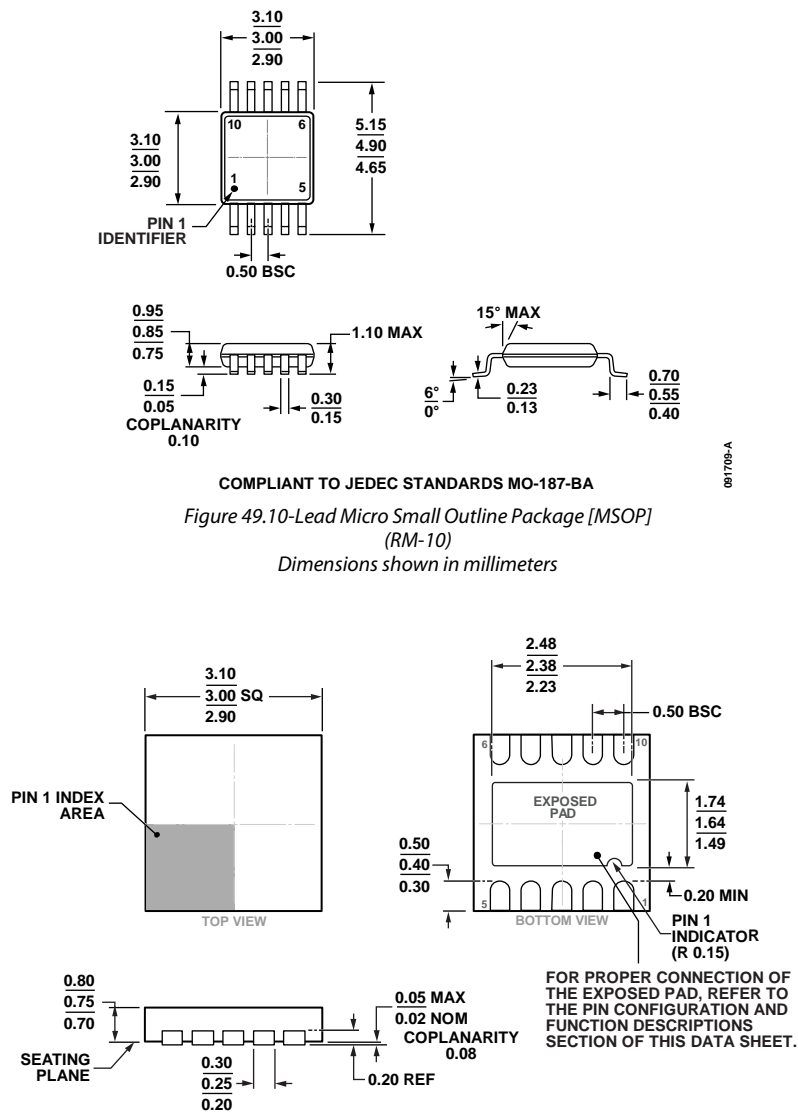 3.10
3.00
2.90
3.10
3.00
2.90
10
6
1
5
5.15
4.90
4.65
PIN 1
IDENTIFIER
0.50 BSC
0.95
0.85
0.75
1.10 MAX
0.15
0.05
COPLANARITY
0.10
0.30
0.15
15° MAX
6°
0°
0.23
0.13
0.70
0.55
0.40
COMPLIANT TO JEDEC STANDARDS MO-187-BA
091709-A
Figure 49.10-Lead Micro Small Outline Package [MSOP]
(RM-10)
Dimensions shown in millimeters
3.10
3.00 SQ
2.90
PIN 1 INDEX
AREA
TOP VIEW
2.48
2.38
2.23
0.50 BSC
6
10
EXPOSED
PAD
1.74
1.64
1.49
0.50
0.40
0.30
5
1
BOTTOM VIEW
0.20 MIN
PIN 1
INDICATOR
(R 0.15)
FOR PROPER CONNECTION OF
THE EXPOSED PAD, REFER TO
THE PIN CONFIGURATION AND
FUNCTION DESCRIPTIONS
SECTION OF THIS DATA SHEET.
0.80
0.75
0.70
SEATING
PLANE
0.30
0.25
0.20
0.05 MAX
0.02 NOM
COPLANARITY
0.08
0.20 REF